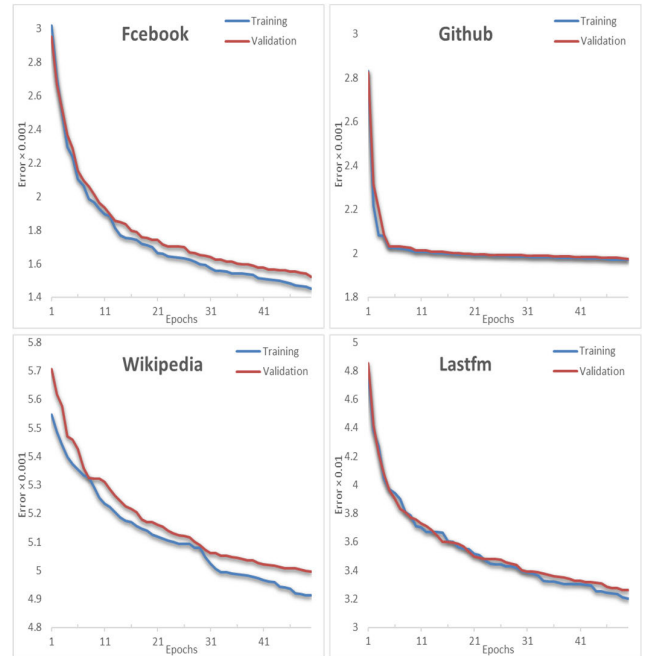 Fcebook
Training
Validation
Error × 0.001
3
2.8
2.6
2.4
2.2
2
1.8
1.6
1.4
1
11
21
31
41
Epochs
Github
Training
Validation
Error × 0.001
3
2.8
2.6
2.4
2.2
2
1.8
1
11
21
31
41
Epochs
Wikipedia
Training
Validation
Error × 0.001
5.8
5.7
5.6
5.5
5.4
5.3
5.2
5.1
5
4.9
4.8
1
11
21
31
41
Epochs
Lastfm
Training
Validation
Error × 0.01
5
4.8
4.6
4.4
4.2
4
3.8
3.6
3.4
3.2
3
1
11
21
31
41
Epochs